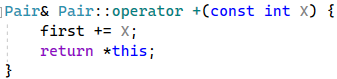 Pair& Pair::operator +(const int X) {
first += X;
return *this;
}